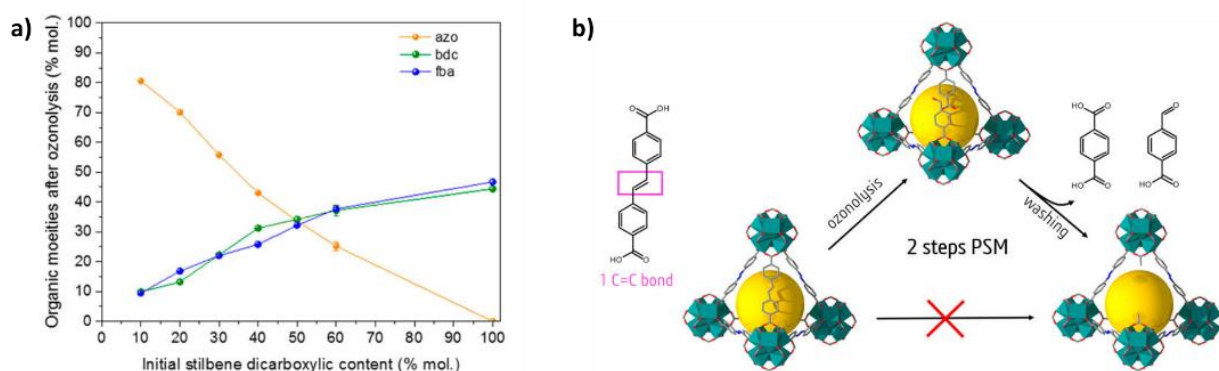 a)
azo
bdc
fba
Organic moeities after ozonolysis (% mol.)
100
90
80
70
60
50
40
30
20
10
0
0 10 20 30 40 50 60 70 80 90 100
Initial stilbene dicarboxylic content (% mol.)
b)
O
OH
HO
O
1 C=C bond
ozonolysis
2 steps PSM
washing
HO O
O
O OH
O OH